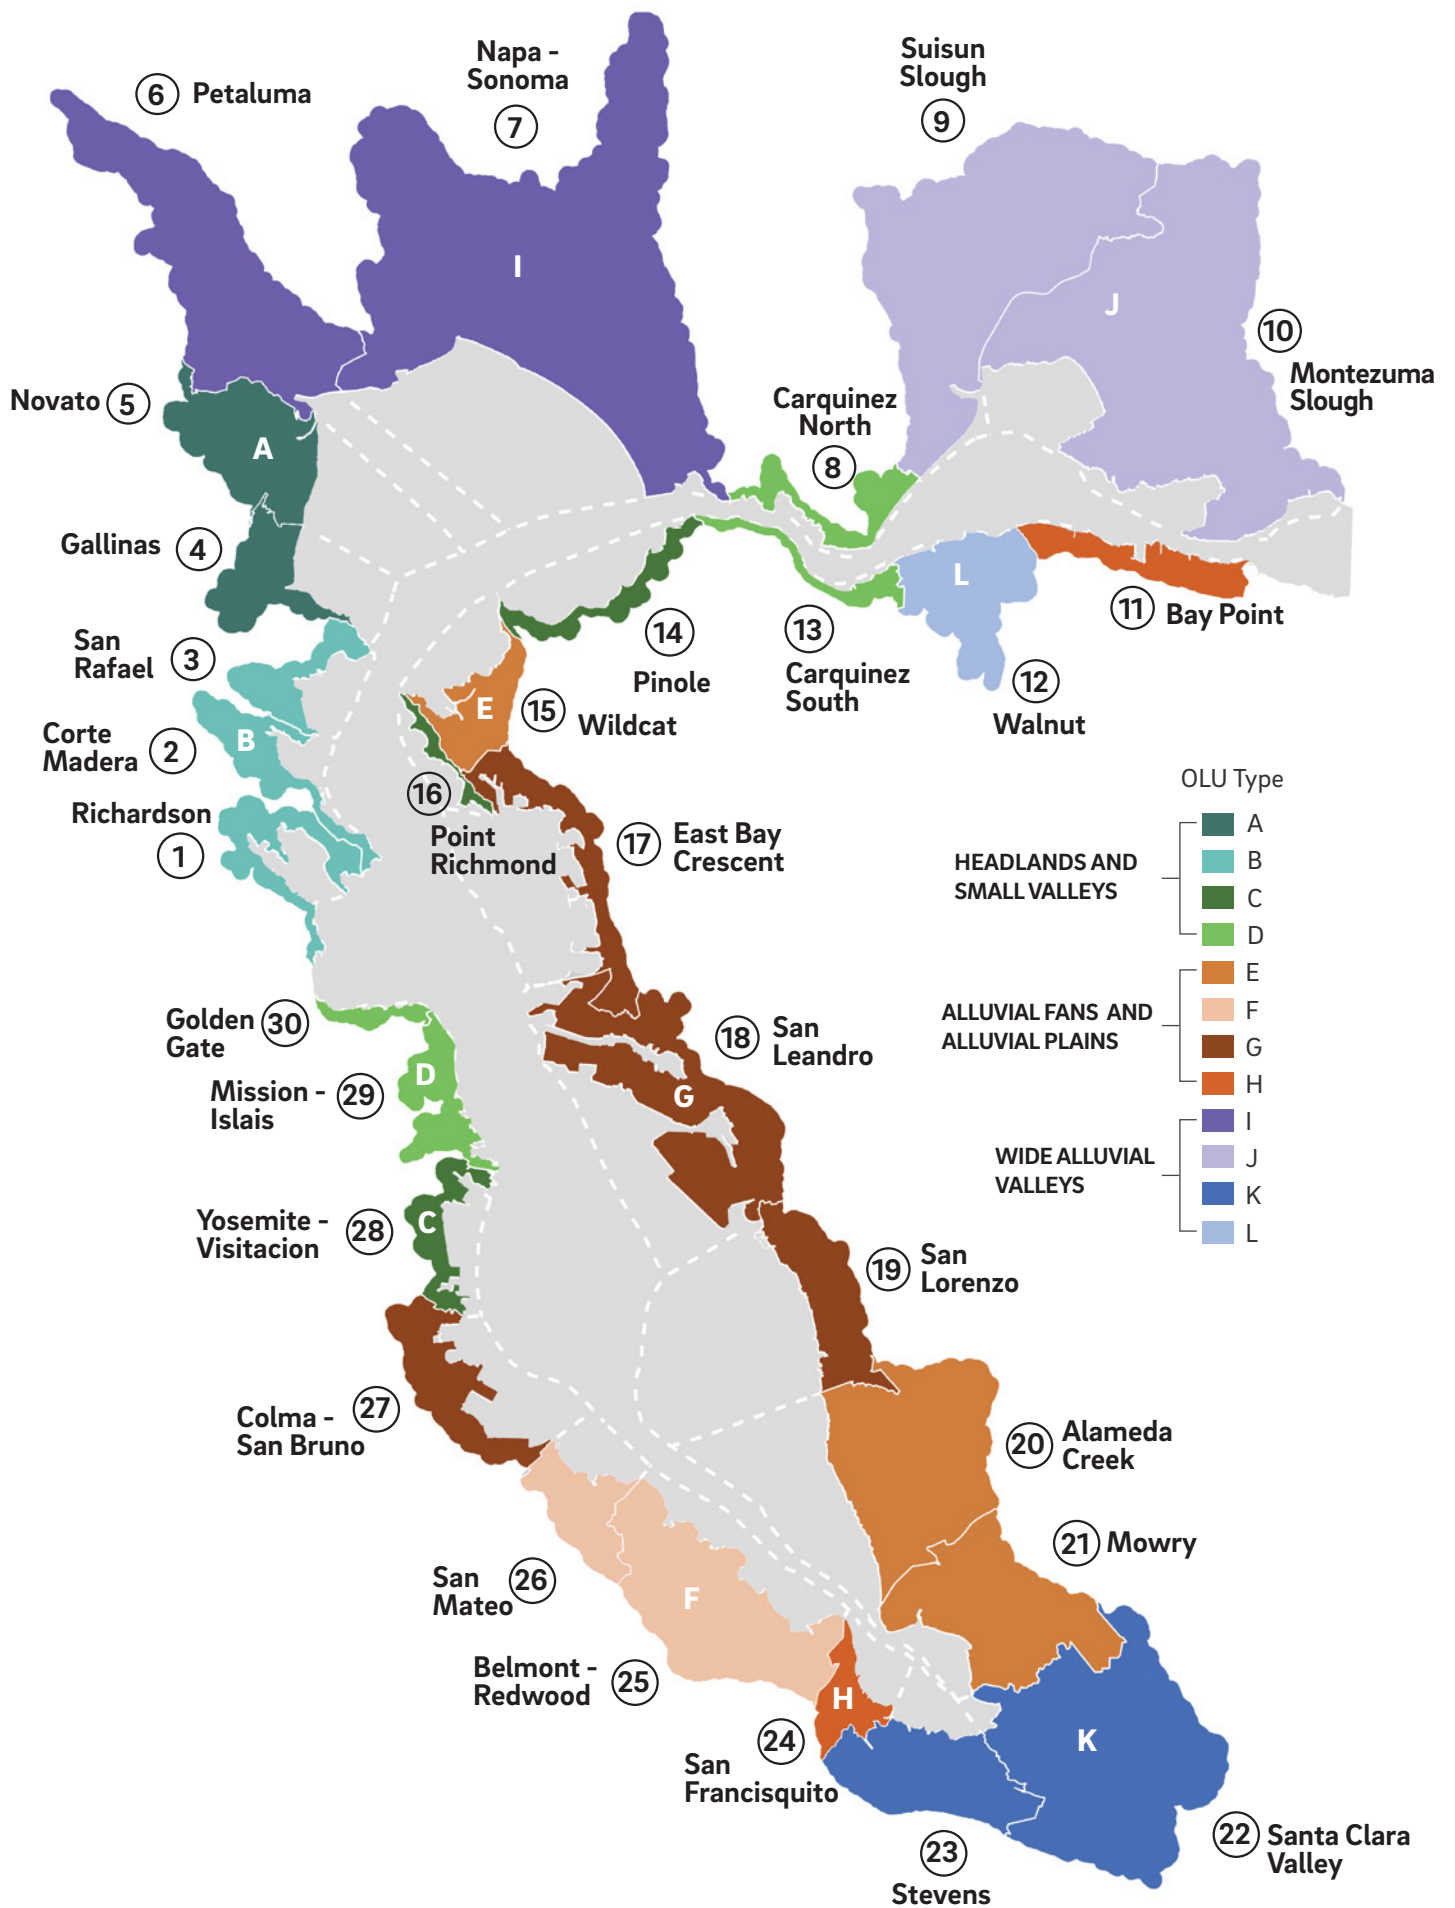 6 Petaluma
Napa -
Sonoma
7
Suisun
Slough
9
I
J
10
Montezuma
Slough
Novato 5
A
Carquinez
North
8
Gallinas 4
L
11 Bay Point
San
Rafael
3
14
Pinole
13
Carquinez
South
12
Walnut
E
15
Wildcat
Corte
Madera
2
B
16
Point
Richmond
Richardson
1
17
East Bay
Crescent
OLU Type
HEADLANDS AND
SMALL VALLEYS
A
B
C
D
ALLUVIAL FANS AND
ALLUVIAL PLAINS
E
F
G
H
WIDE ALLUVIAL
VALLEYS
I
J
K
L
Golden
Gate
30
18
San
Leandro
D
Mission -
Islais
29
G
Yosemite -
Visitacion
28
C
19
San
Lorenzo
Colma -
San Bruno
27
20
Alameda
Creek
21 Mowry
San
Mateo
26
F
Belmont -
Redwood
25
H
24
San
Francisquito
K
23
Stevens
22
Santa Clara
Valley